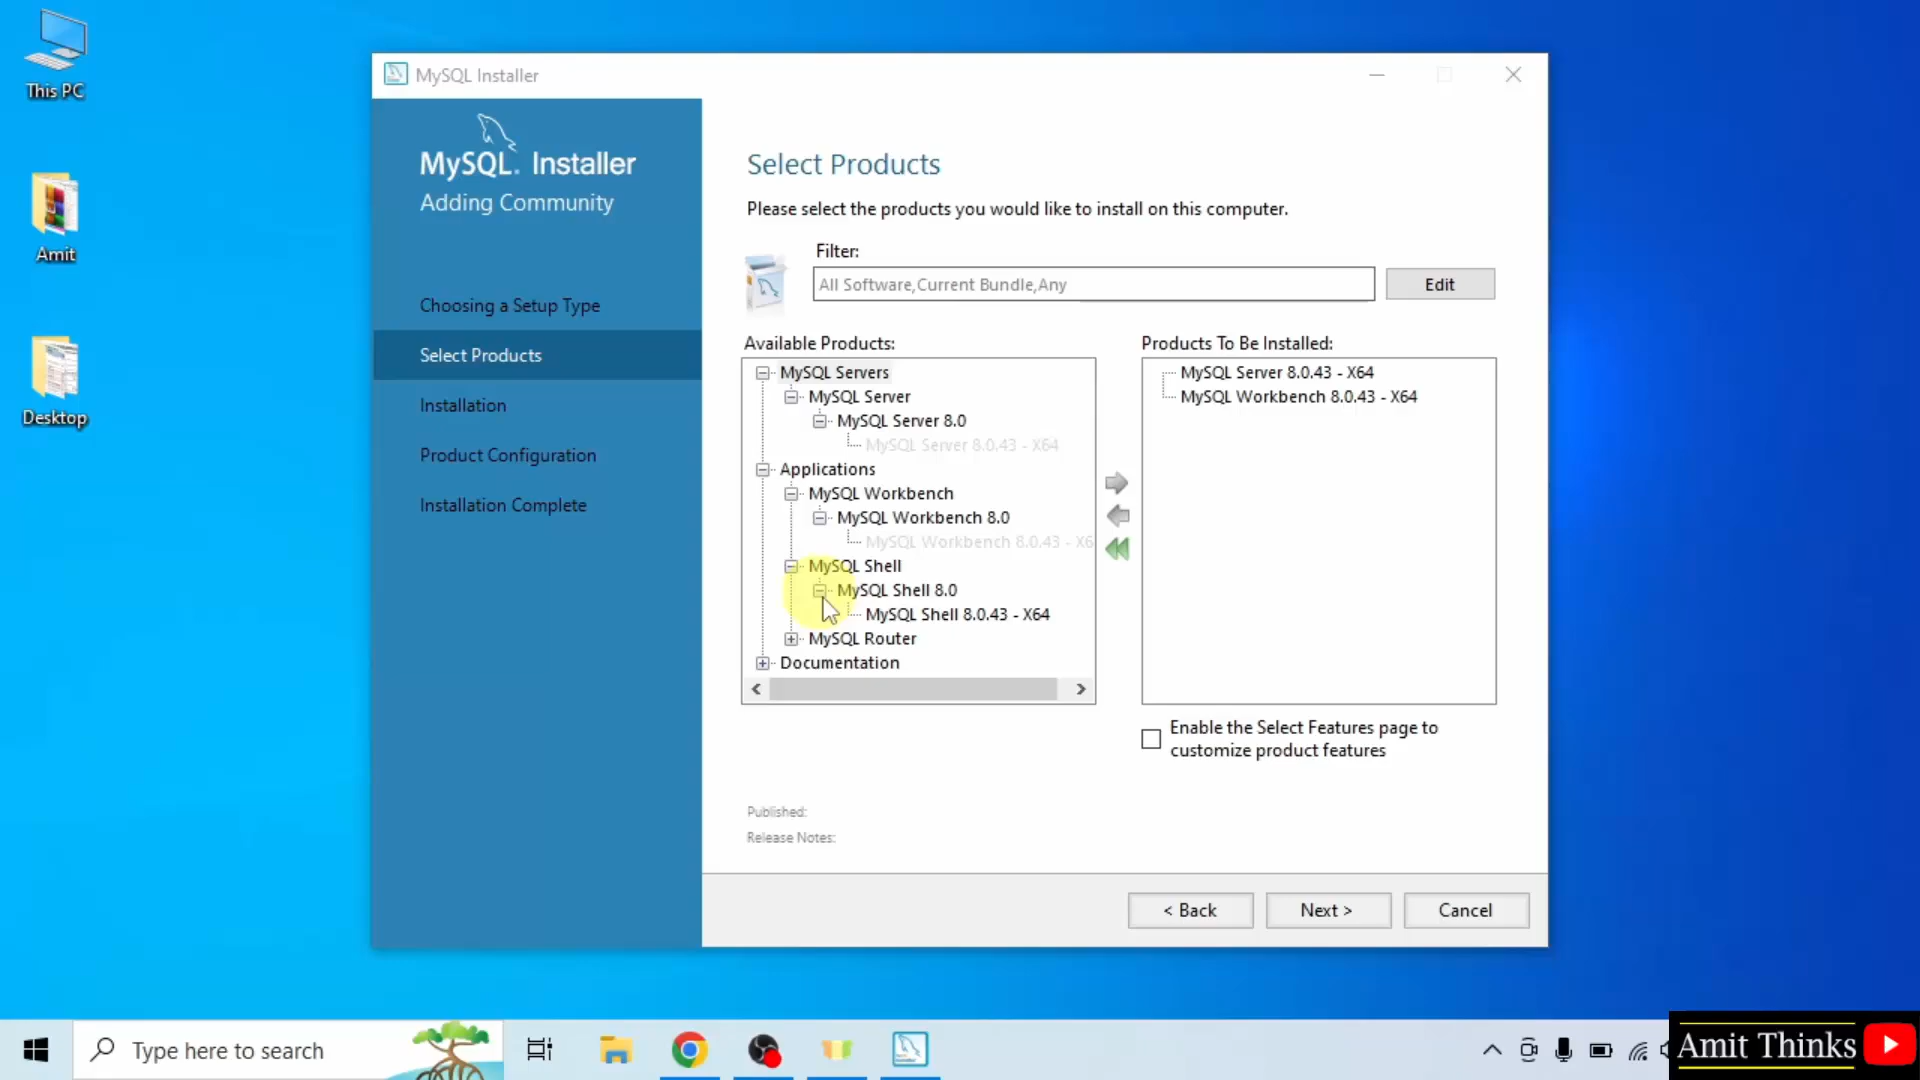 This PC
Amit
Desktop
MySQL Installer
MySQL. Installer
Adding Community
Choosing a Setup Type
Select Products
Installation
Product Configuration
Installation Complete
Select Products
Please select the products you would like to install on this computer.
Filter:
All Software,Current Bundle,Any
Edit
Available Products:
MySQL Servers
MySQL Server
MySQL Server 8.0
MySQL Server 8.0.43 - X64
Applications
MySQL Workbench
MySQL Workbench 8.0
MySQL Workbench 8.0.43 - X6
MySQL Shell
MySQL Shell 8.0
MySQL Shell 8.0.43 - X64
MySQL Router
Documentation
Products To Be Installed:
MySQL Server 8.0.43 - X64
MySQL Workbench 8.0.43 - X64
Enable the Select Features page to
customize product features
Published:
Release Notes:
< Back
Next >
Cancel
Type here to search
Amit Thinks